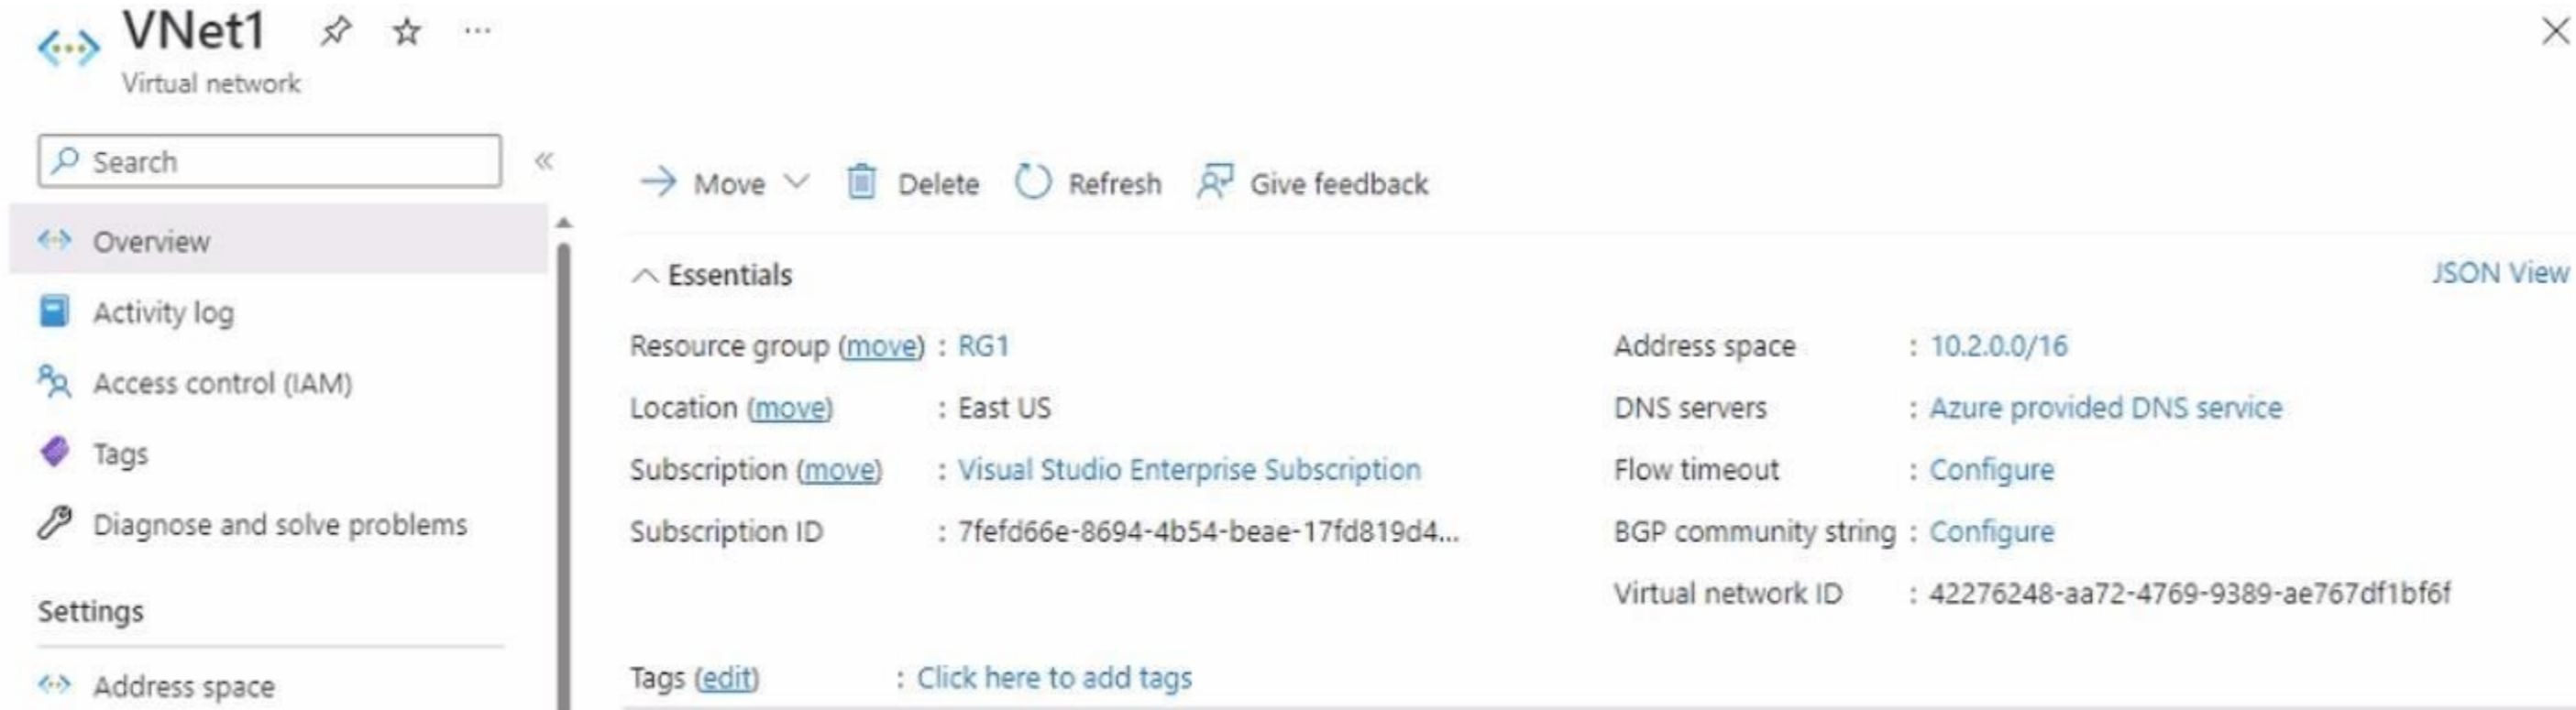 VNet1 ...
Virtual network
Search «
Overview
Activity log
Access control (IAM)
Tags
Diagnose and solve problems
Settings
Address space
Move Delete Refresh Give feedback
Essentials JSON View
Resource group (move) : RG1
Location (move) : East US
Subscription (move) : Visual Studio Enterprise Subscription
Subscription ID : 7fefd66e-8694-4b54-beae-17fd819d4...
Address space : 10.2.0.0/16
DNS servers : Azure provided DNS service
Flow timeout : Configure
BGP community string : Configure
Virtual network ID : 42276248-aa72-4769-9389-ae767df1bf6f
Tags (edit) : Click here to add tags